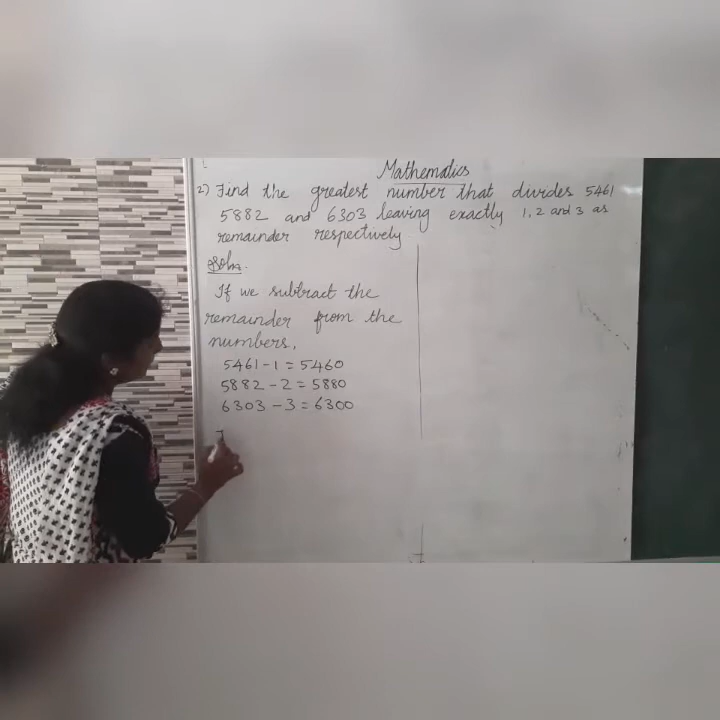 Mathematics
2) Find the greatest number that divides 5461
5882 and 6303 leaving exactly 1, 2 and 3 as
remainder respectively.
Soln.
If we subtract the
remainder from the
numbers,
5461 - 1 = 5460
5882 - 2 = 5880
6303 - 3 = 6300